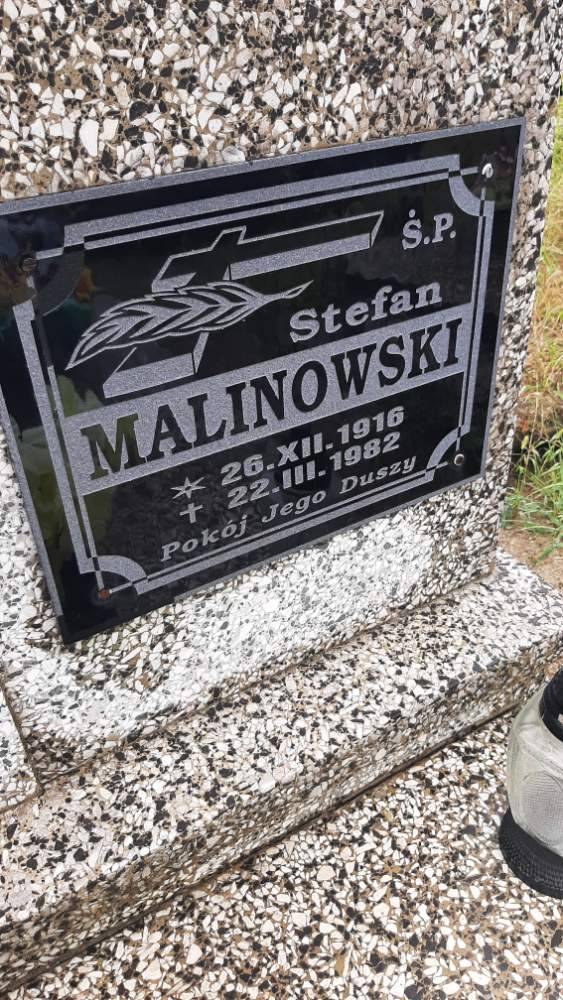 Ś.P.
Stefan
MALINOWSKI
✶ 26.XII.1916
✝ 22.III.1982
Pokój Jego Duszy